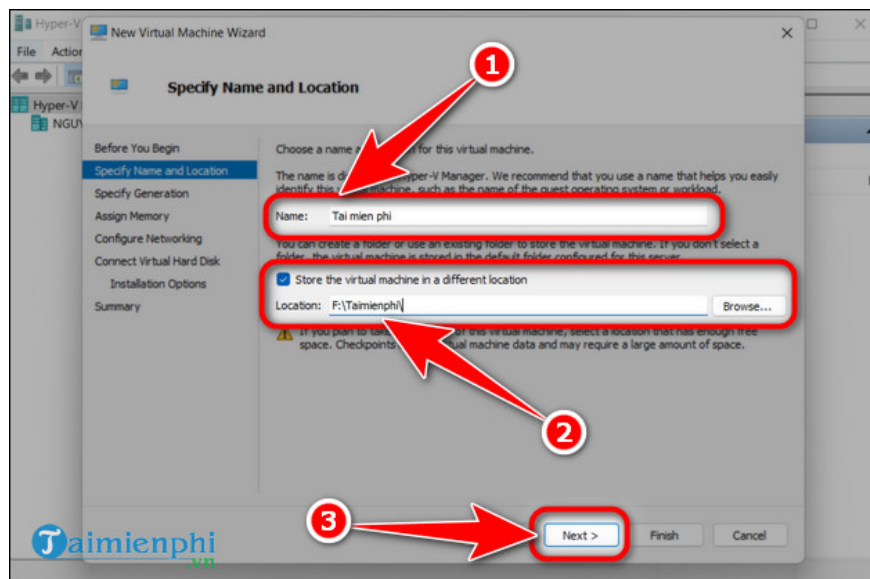 Hyper-V
New Virtual Machine Wizard
File Action
Specify Name and Location
1
Hyper-V
NGUY
Before You Begin
Specify Name and Location
Specify Generation
Assign Memory
Configure Networking
Connect Virtual Hard Disk
Installation Options
Summary
Choose a name a for this virtual machine.
The name is di Hyper-V Manager. We recommend that you use a name that helps you easily
identify this virtual machine, such as the name of the guest operating system or workload.
Name: Tai mien phi
You can create a folder or use an existing folder to store the virtual machine. If you don't select a
folder, the virtual machine is stored in the default folder configured for this server.
Store the virtual machine in a different location
Location: F:\Taimienphi\ Browse...
If you plan to take of this virtual machine, select a location that has enough free
space. Checkpoints virtual machine data and may require a large amount of space.
2
3
Next > Finish Cancel
Taimienphi
.vn